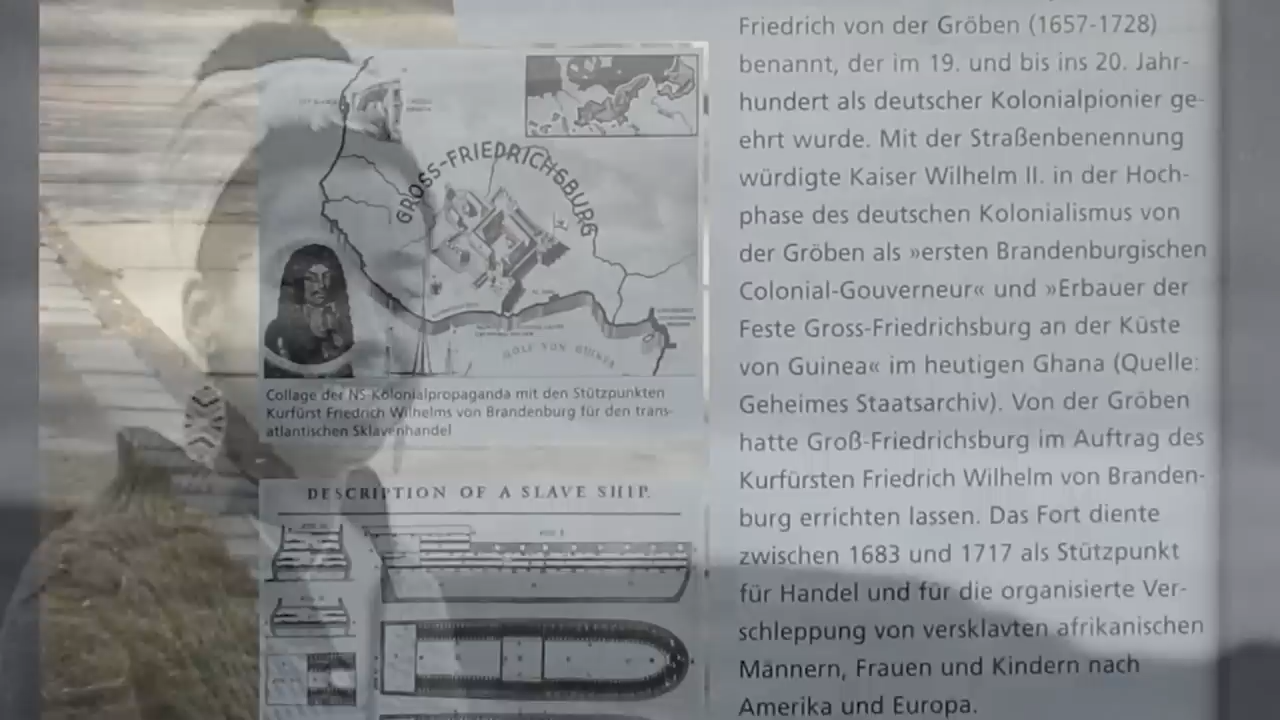 GROSS-FRIEDRICHSBURG
GOLF VON GUINEA
Collage der NS-Kolonialpropaganda mit den Stützpunkten
Kurfürst Friedrich Wilhelms von Brandenburg für den trans-
atlantischen Sklavenhandel
DESCRIPTION OF A SLAVE SHIP.
Friedrich von der Gröben (1657-1728)
benannt, der im 19. und bis ins 20. Jahr-
hundert als deutscher Kolonialpionier ge-
ehrt wurde. Mit der Straßenbenennung
würdigte Kaiser Wilhelm II. in der Hoch-
phase des deutschen Kolonialismus von
der Gröben als »ersten Brandenburgischen
Colonial-Gouverneur« und »Erbauer der
Feste Gross-Friedrichsburg an der Küste
von Guinea« im heutigen Ghana (Quelle:
Geheimes Staatsarchiv). Von der Gröben
hatte Groß-Friedrichsburg im Auftrag des
Kurfürsten Friedrich Wilhelm von Branden-
burg errichten lassen. Das Fort diente
zwischen 1683 und 1717 als Stützpunkt
für Handel und für die organisierte Ver-
schleppung von versklavten afrikanischen
Männern, Frauen und Kindern nach
Amerika und Europa.